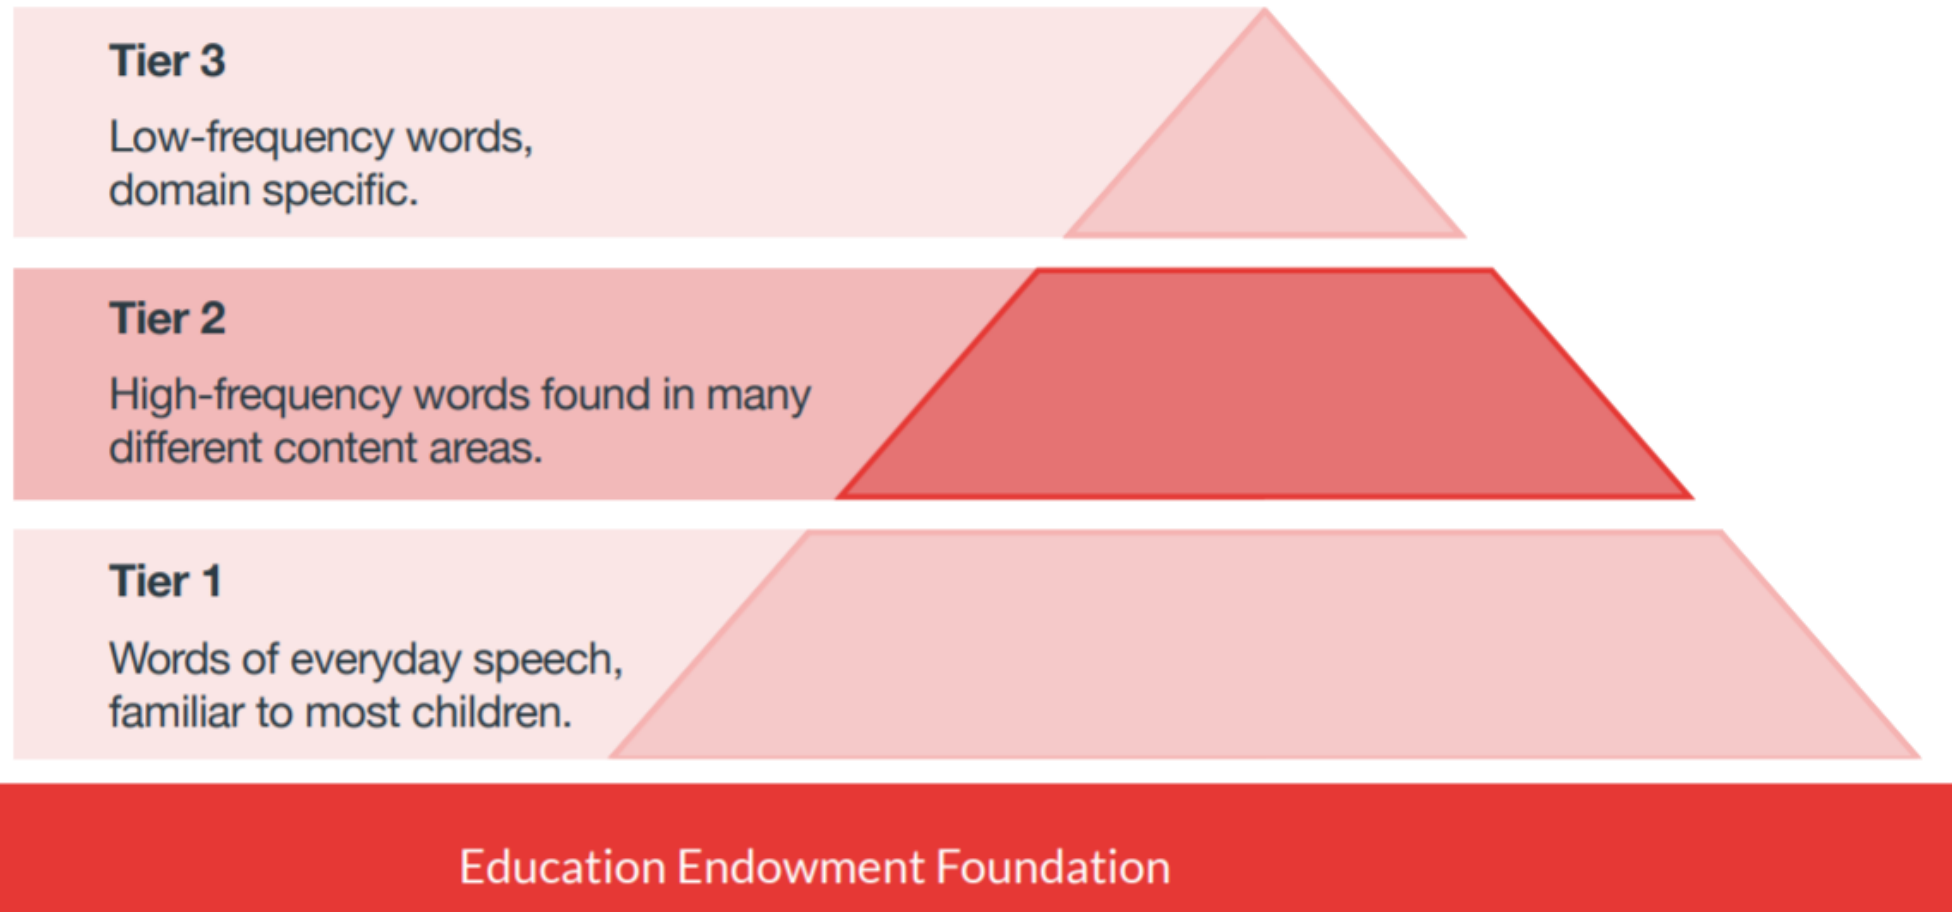 Tier 3
Low-frequency words,
domain specific.
Tier 2
High-frequency words found in many
different content areas.
Tier 1
Words of everyday speech,
familiar to most children.
Education Endowment Foundation